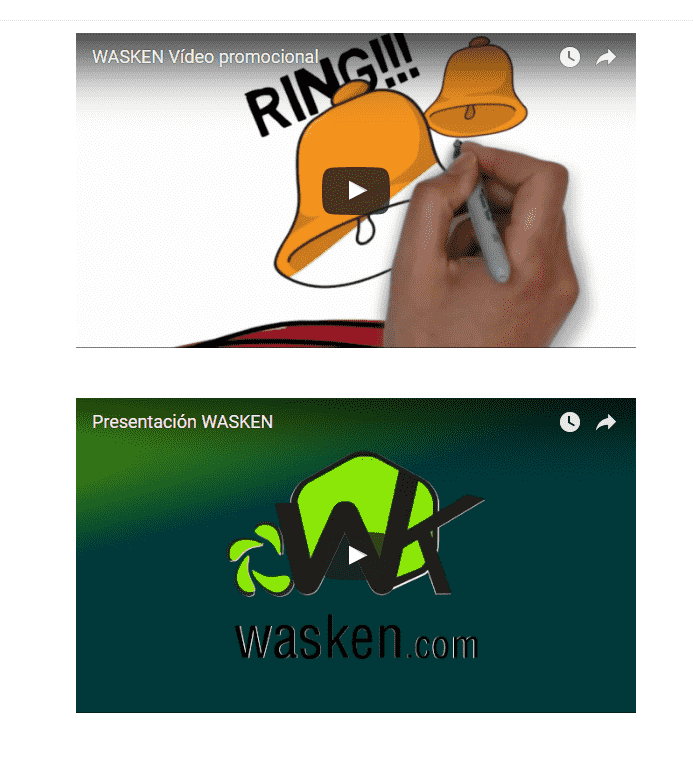 WASKEN Vídeo promocional
RING!!!
Presentación WASKEN
WK
wasken.com